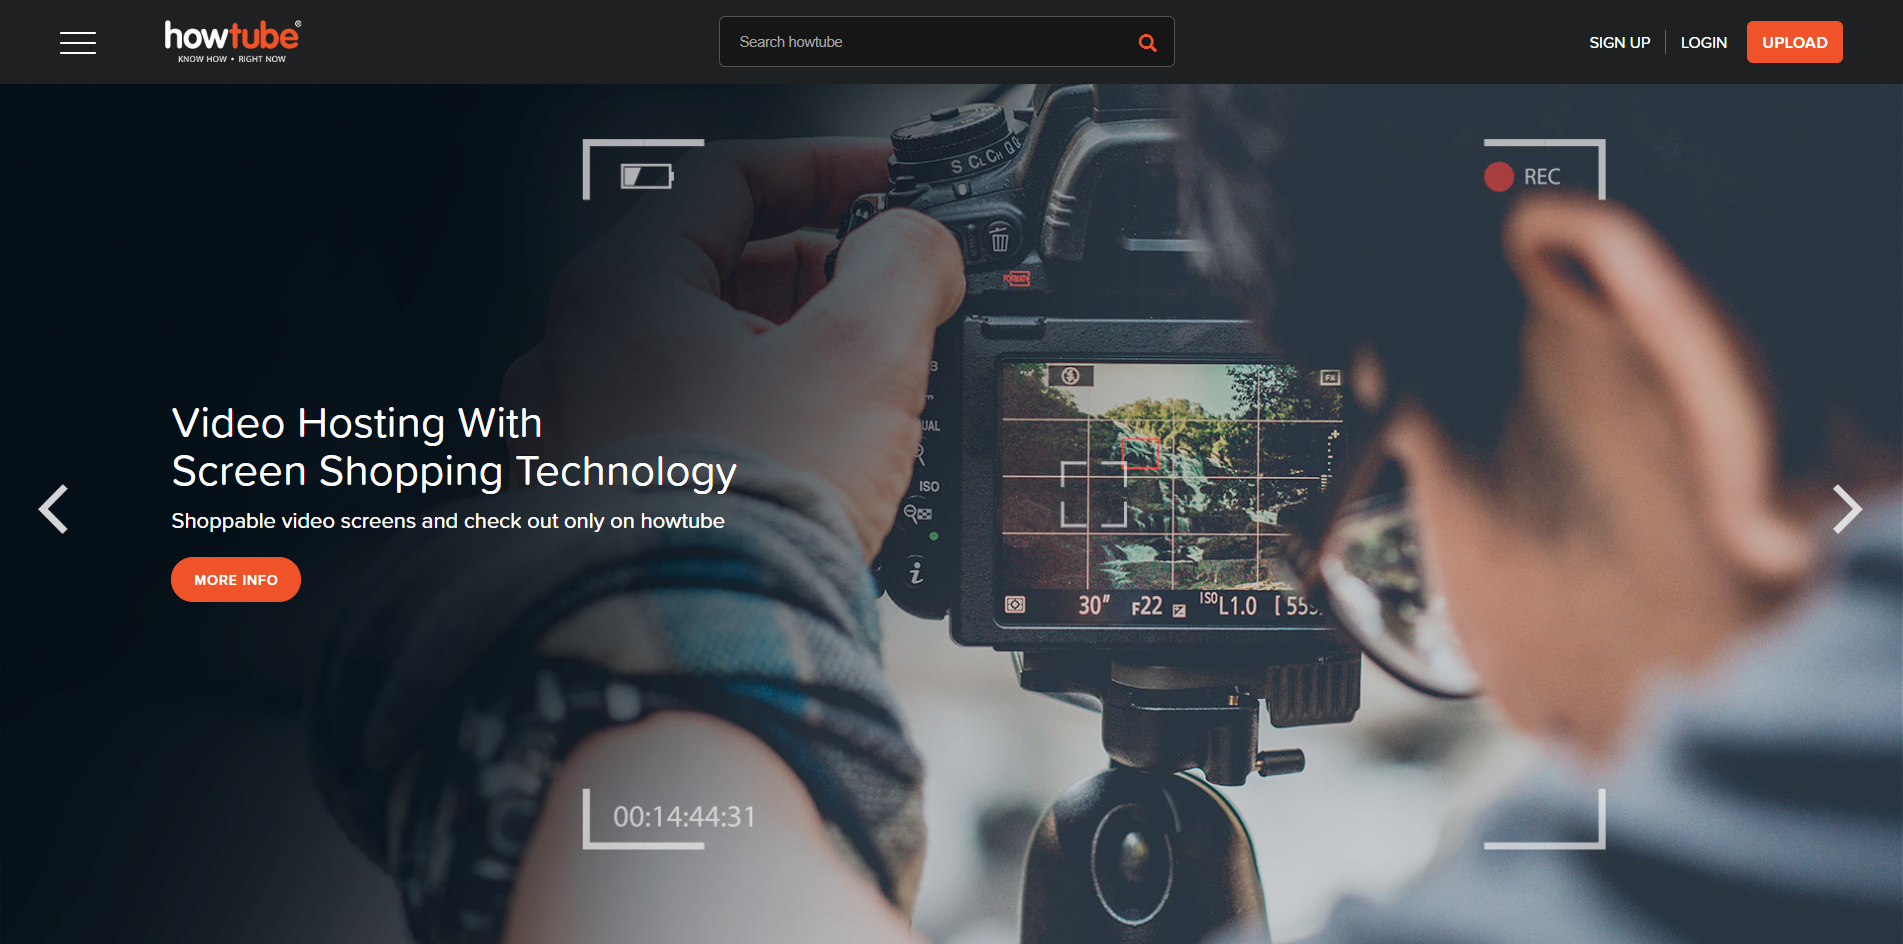 howtube®
KNOW HOW • RIGHT NOW
Search howtube
SIGN UP
LOGIN
UPLOAD
REC
S CL CH Q
FORMAT
FX
ISO
i
30" F22 ISO L1.0
Video Hosting With
Screen Shopping Technology
Shoppable video screens and check out only on howtube
MORE INFO
00:14:44:31